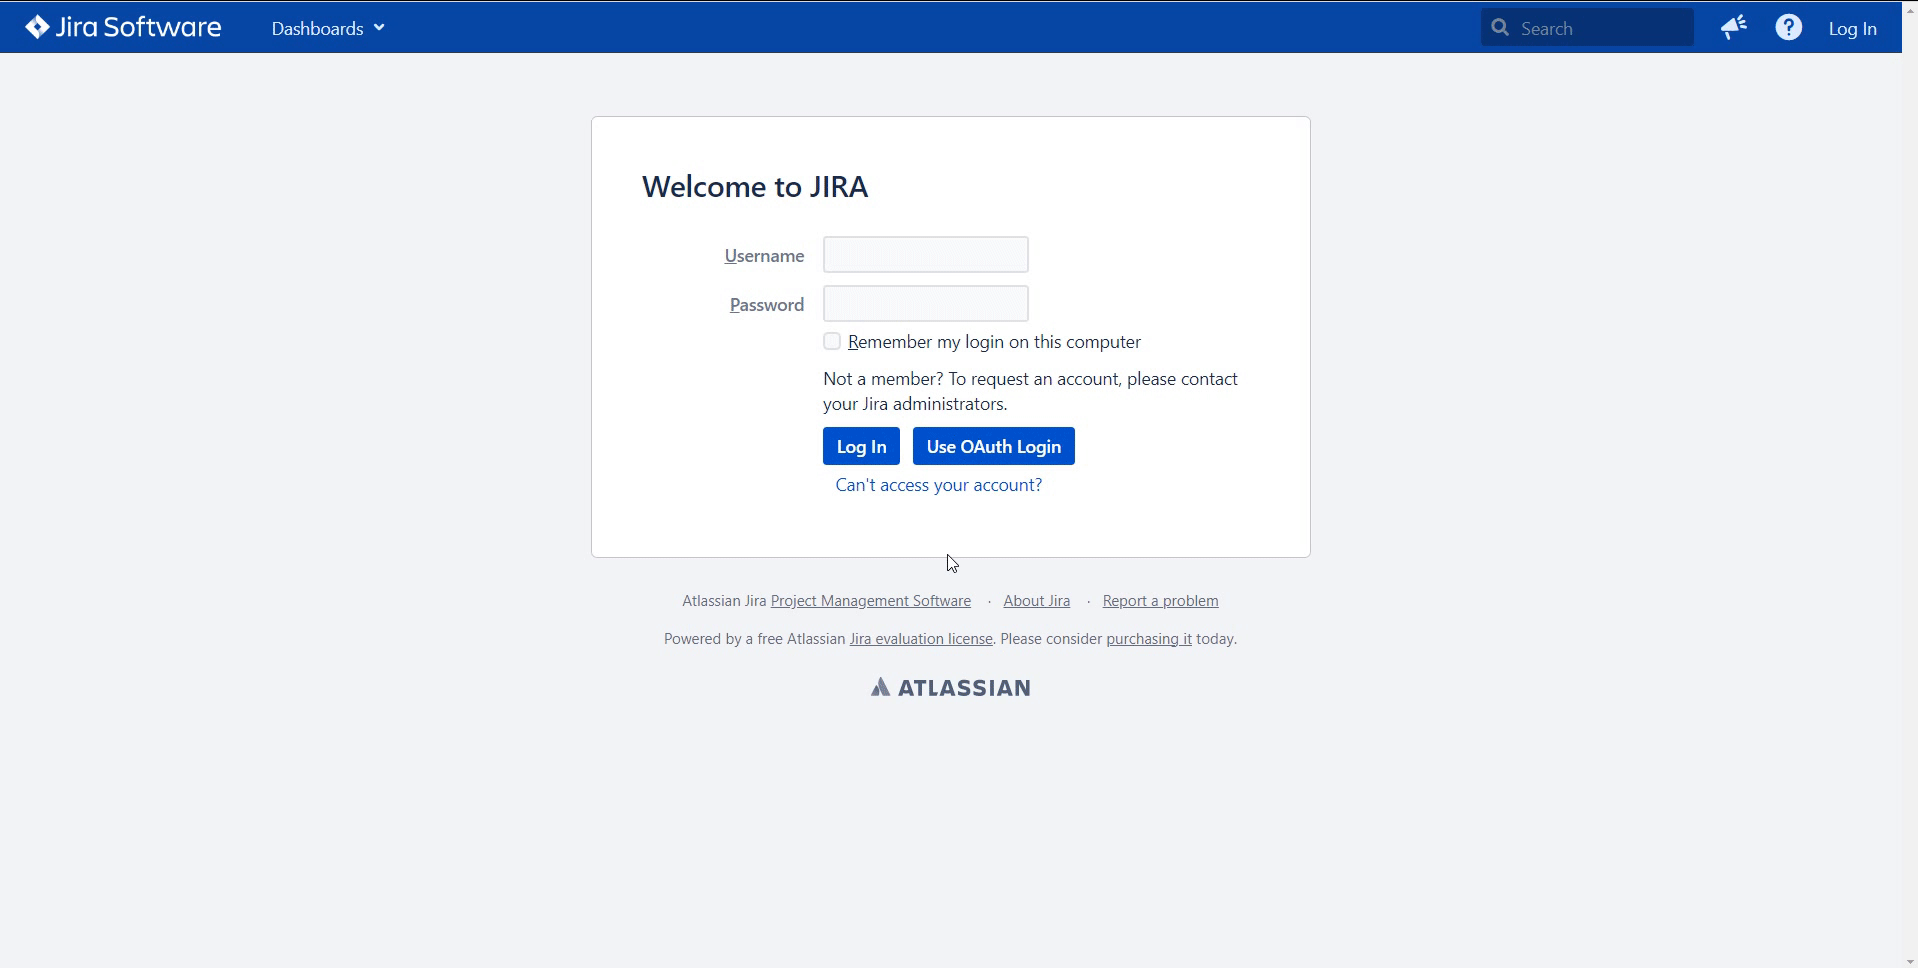 Jira Software Dashboards Search ? Log In
Welcome to JIRA
Username
Password
Remember my login on this computer
Not a member? To request an account, please contact
your Jira administrators.
Log In Use OAuth Login
Can't access your account?
Atlassian Jira Project Management Software · About Jira · Report a problem
Powered by a free Atlassian Jira evaluation license. Please consider purchasing it today.
ATLASSIAN